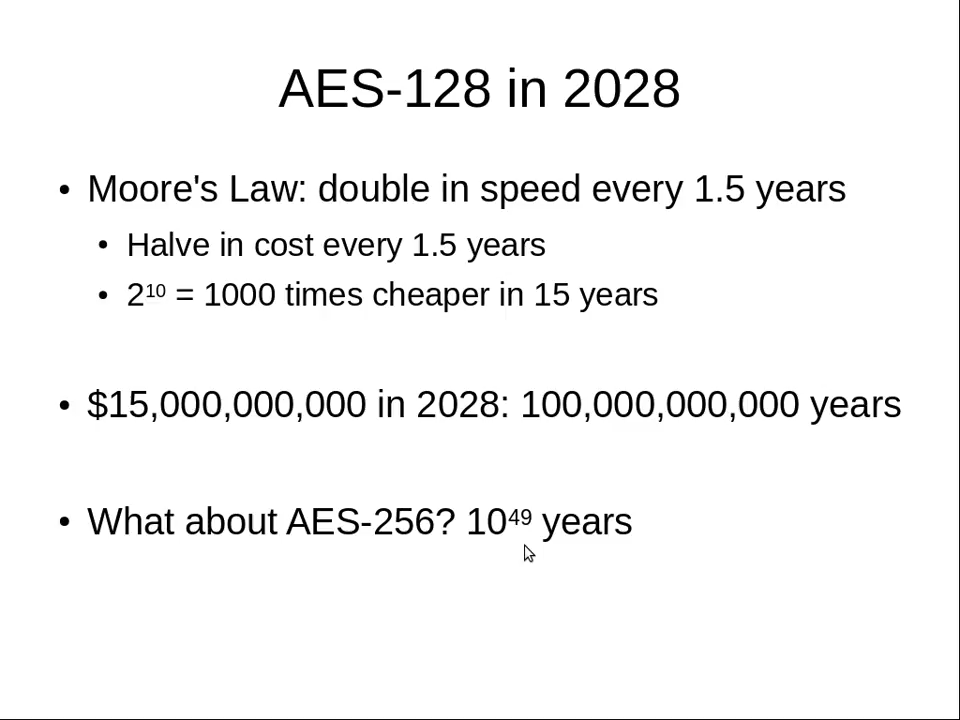 AES-128 in 2028
• Moore's Law: double in speed every 1.5 years
• Halve in cost every 1.5 years
• 2¹⁰ = 1000 times cheaper in 15 years
• $15,000,000,000 in 2028: 100,000,000,000 years
• What about AES-256? 10⁴⁹ years